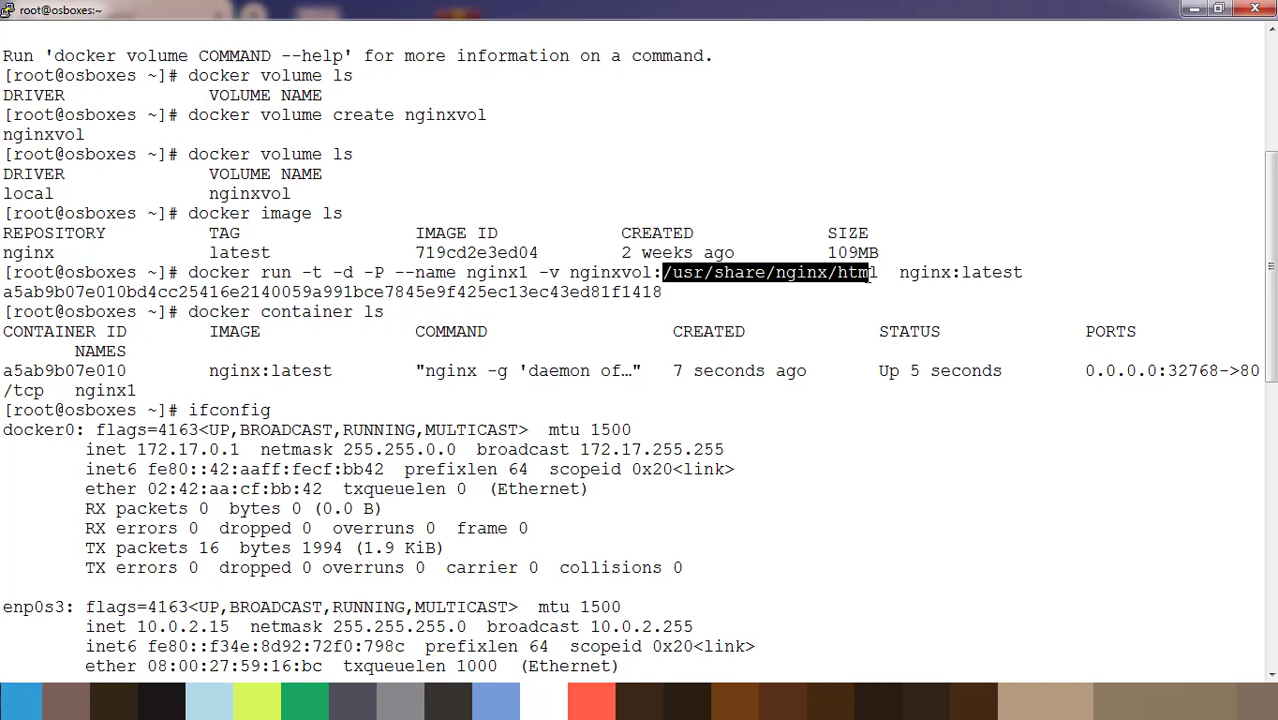 root@osboxes:~
Run 'docker volume COMMAND --help' for more information on a command.
[root@osboxes ~]# docker volume ls
DRIVER              VOLUME NAME
[root@osboxes ~]# docker volume create nginxvol
nginxvol
[root@osboxes ~]# docker volume ls
DRIVER              VOLUME NAME
local               nginxvol
[root@osboxes ~]# docker image ls
REPOSITORY          TAG                 IMAGE ID            CREATED             SIZE
nginx               latest              719cd2e3ed04        2 weeks ago         109MB
[root@osboxes ~]# docker run -t -d -P --name nginx1 -v nginxvol:/usr/share/nginx/html  nginx:latest
a5ab9b07e010bd4cc25416e2140059a991bce7845e9f425ec13ec43ed81f1418
[root@osboxes ~]# docker container ls
CONTAINER ID        IMAGE               COMMAND                  CREATED             STATUS              PORTS
       NAMES
a5ab9b07e010        nginx:latest        "nginx -g 'daemon of…"   7 seconds ago       Up 5 seconds        0.0.0.0:32768->80
/tcp   nginx1
[root@osboxes ~]# ifconfig
docker0: flags=4163<UP,BROADCAST,RUNNING,MULTICAST>  mtu 1500
        inet 172.17.0.1  netmask 255.255.0.0  broadcast 172.17.255.255
        inet6 fe80::42:aaff:fecf:bb42  prefixlen 64  scopeid 0x20<link>
        ether 02:42:aa:cf:bb:42  txqueuelen 0  (Ethernet)
        RX packets 0  bytes 0 (0.0 B)
        RX errors 0  dropped 0  overruns 0  frame 0
        TX packets 16  bytes 1994 (1.9 KiB)
        TX errors 0  dropped 0 overruns 0  carrier 0  collisions 0
enp0s3: flags=4163<UP,BROADCAST,RUNNING,MULTICAST>  mtu 1500
        inet 10.0.2.15  netmask 255.255.255.0  broadcast 10.0.2.255
        inet6 fe80::f34e:8d92:72f0:798c  prefixlen 64  scopeid 0x20<link>
        ether 08:00:27:59:16:bc  txqueuelen 1000  (Ethernet)